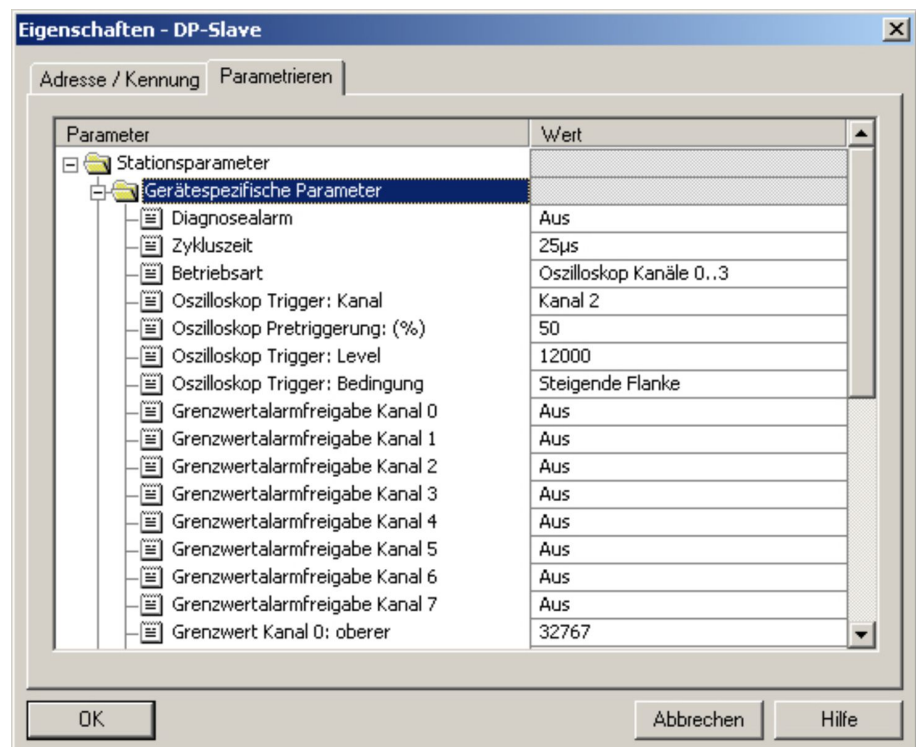 Eigenschaften - DP-Slave
Adresse / Kennung Parametrieren
Parameter Wert
Stationsparameter
Gerätespezifische Parameter
Diagnosealarm Aus
Zykluszeit 25µs
Betriebsart Oszilloskop Kanäle 0..3
Oszilloskop Trigger: Kanal Kanal 2
Oszilloskop Pretriggerung: (%) 50
Oszilloskop Trigger: Level 12000
Oszilloskop Trigger: Bedingung Steigende Flanke
Grenzwertalarmfreigabe Kanal 0 Aus
Grenzwertalarmfreigabe Kanal 1 Aus
Grenzwertalarmfreigabe Kanal 2 Aus
Grenzwertalarmfreigabe Kanal 3 Aus
Grenzwertalarmfreigabe Kanal 4 Aus
Grenzwertalarmfreigabe Kanal 5 Aus
Grenzwertalarmfreigabe Kanal 6 Aus
Grenzwertalarmfreigabe Kanal 7 Aus
Grenzwert Kanal 0: oberer 32767
OK Abbrechen Hilfe